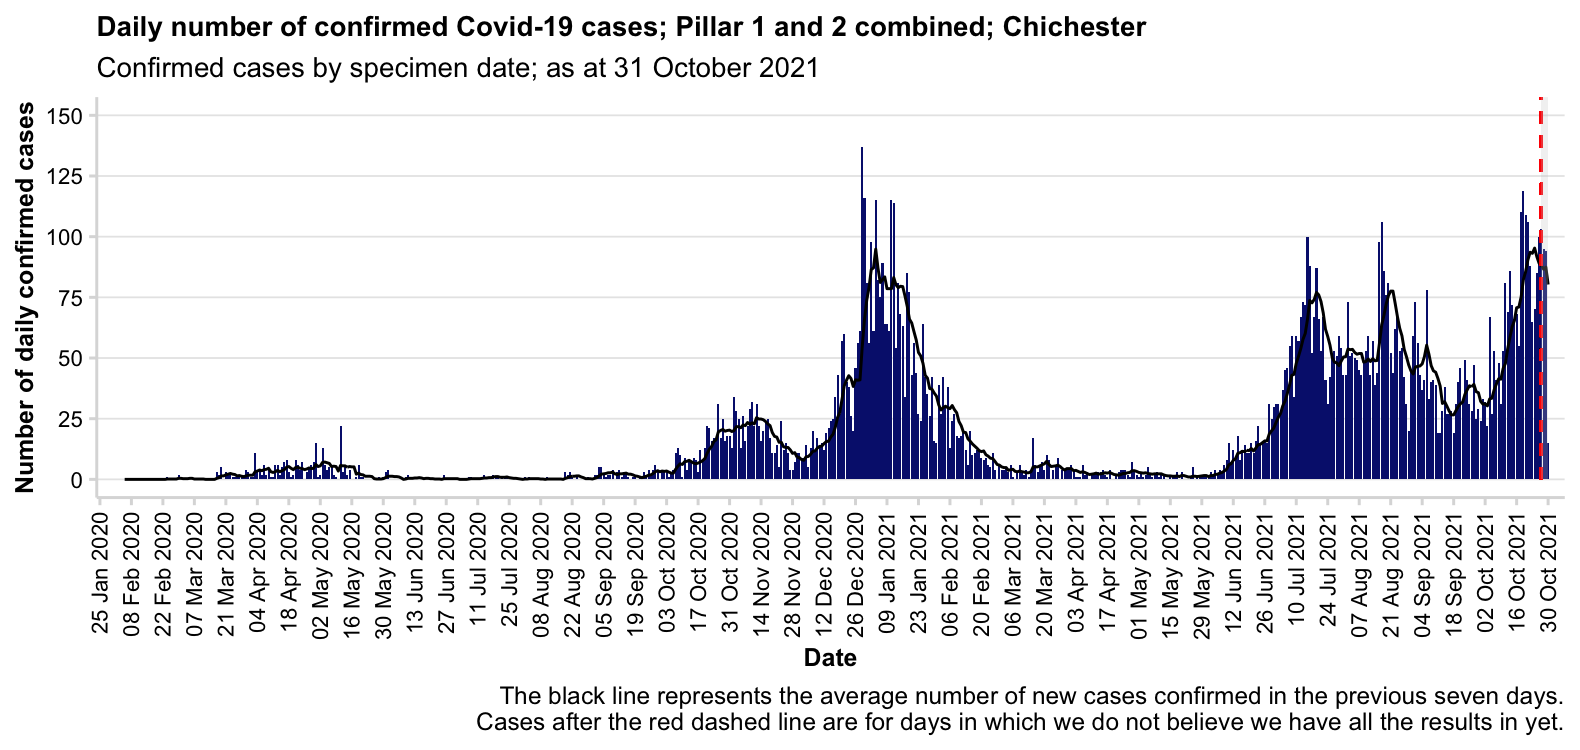 Daily number of confirmed Covid-19 cases; Pillar 1 and 2 combined; Chichester
Confirmed cases by specimen date; as at 31 October 2021
Number of daily confirmed cases
150
125
100
75
50
25
0
25 Jan 2020
08 Feb 2020
22 Feb 2020
07 Mar 2020
21 Mar 2020
04 Apr 2020
18 Apr 2020
02 May 2020
16 May 2020
30 May 2020
13 Jun 2020
27 Jun 2020
11 Jul 2020
25 Jul 2020
08 Aug 2020
22 Aug 2020
05 Sep 2020
19 Sep 2020
03 Oct 2020
17 Oct 2020
31 Oct 2020
14 Nov 2020
28 Nov 2020
12 Dec 2020
26 Dec 2020
09 Jan 2021
23 Jan 2021
06 Feb 2021
20 Feb 2021
06 Mar 2021
20 Mar 2021
03 Apr 2021
17 Apr 2021
01 May 2021
15 May 2021
29 May 2021
12 Jun 2021
26 Jun 2021
10 Jul 2021
24 Jul 2021
07 Aug 2021
21 Aug 2021
04 Sep 2021
18 Sep 2021
02 Oct 2021
16 Oct 2021
30 Oct 2021
Date
The black line represents the average number of new cases confirmed in the previous seven days.
Cases after the red dashed line are for days in which we do not believe we have all the results in yet.